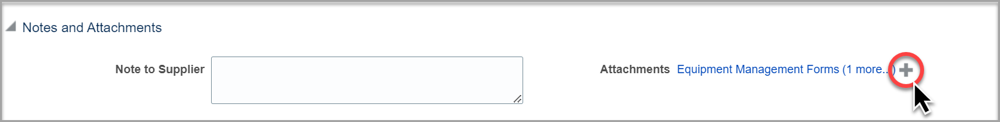 Notes and Attachments
Note to Supplier
Attachments Equipment Management Forms (1 more...)